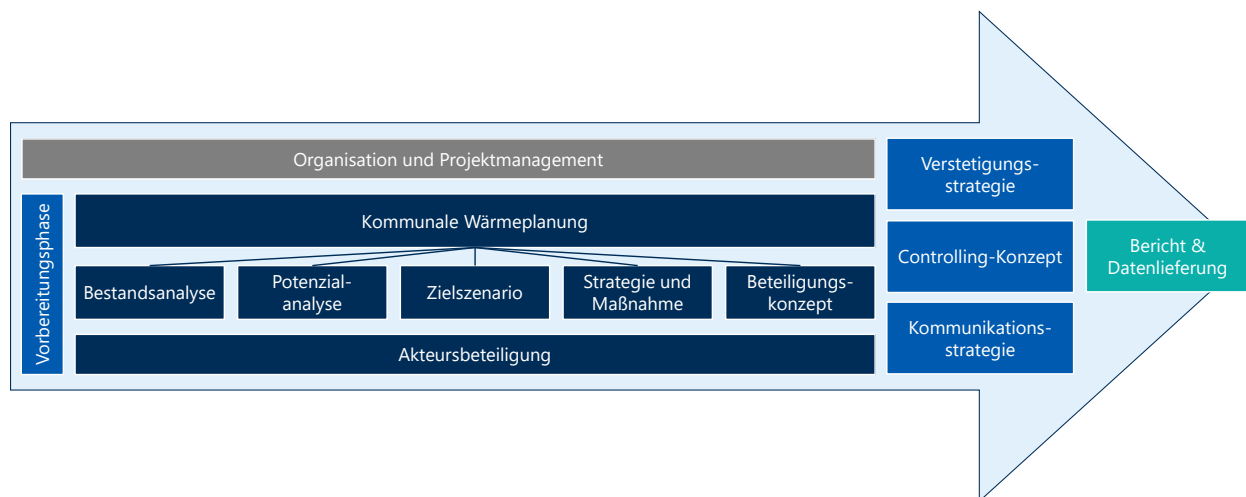 Organisation und Projektmanagement
Vorbereitungsphase
Kommunale Wärmeplanung
Bestandsanalyse
Potenzial-
analyse
Zielszenario
Strategie und
Maßnahme
Beteiligungs-
konzept
Akteursbeteiligung
Verstetigungs-
strategie
Controlling-Konzept
Kommunikations-
strategie
Bericht &
Datenlieferung